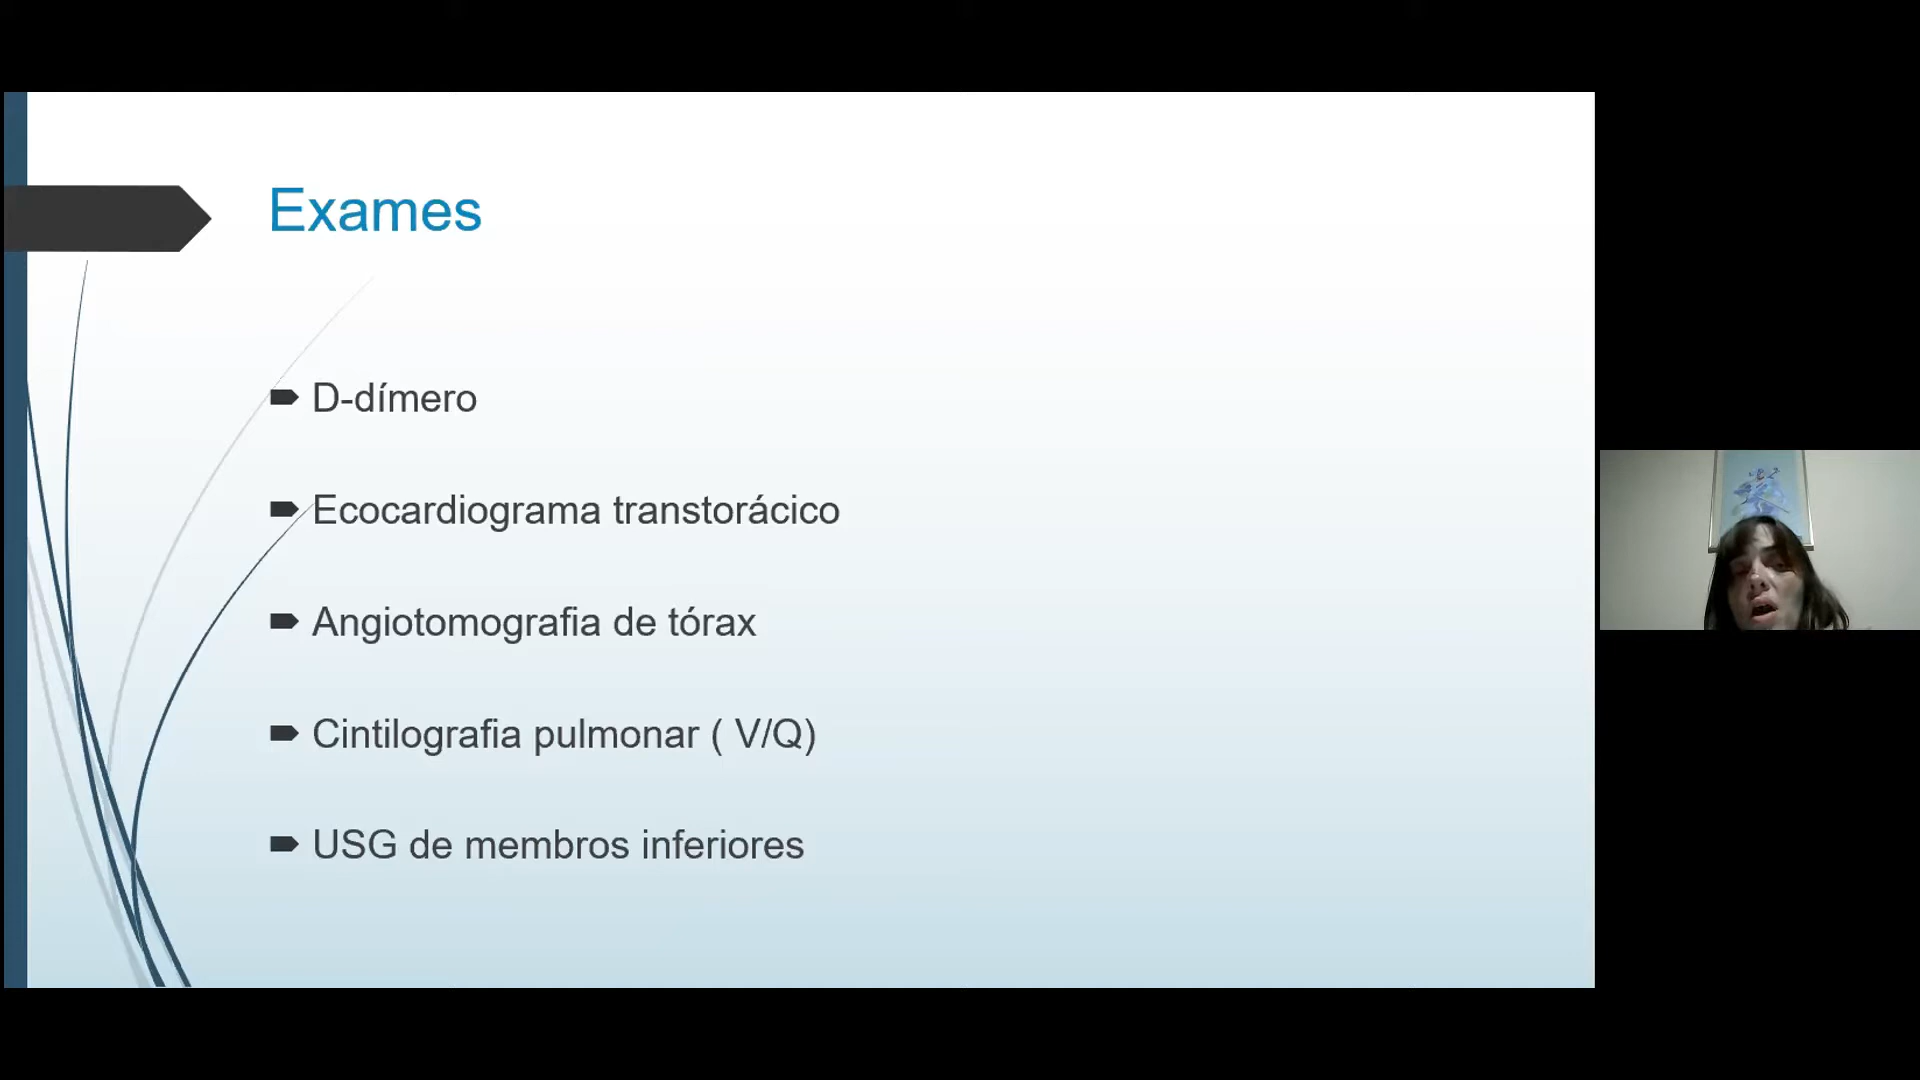 Exames
D-dímero
Ecocardiograma transtorácico
Angiotomografia de tórax
Cintilografia pulmonar ( V/Q)
USG de membros inferiores